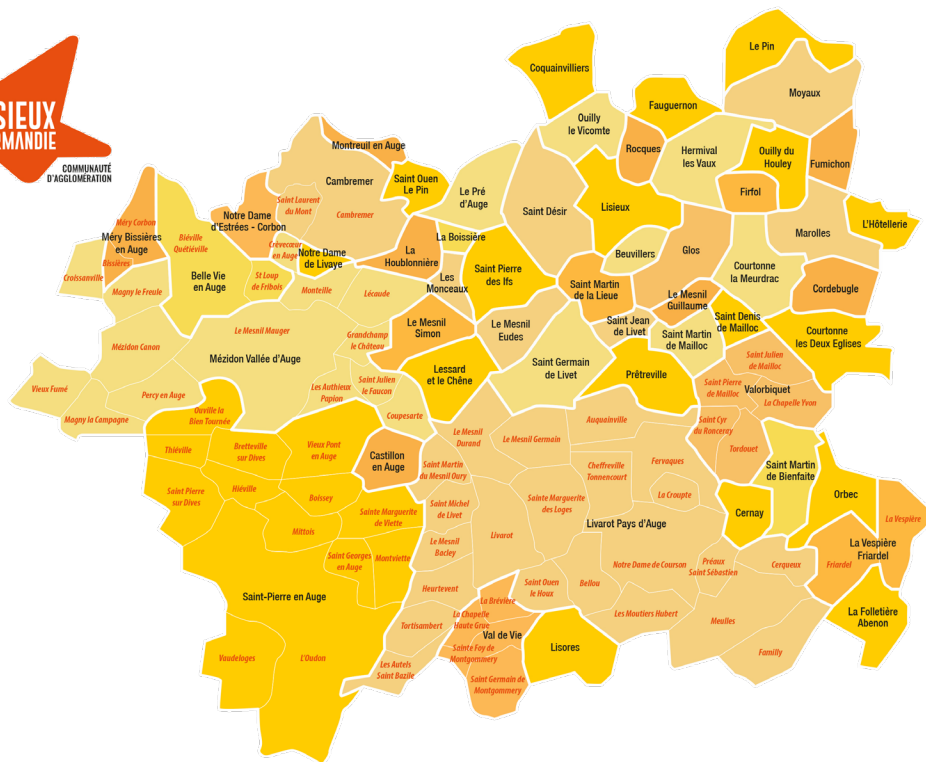 SIEUX
RMANDIE
COMMUNAUTÉ
D'AGGLOMÉRATION
Le Pin
Coquainvilliers
Moyaux
Fauguernon
Ouilly
le Vicomte
Rocques
Hermival
les Vaux
Ouilly du
Houley
Fumichon
Firfol
Montreuil en Auge
Cambremer
Saint Ouen
Le Pin
Le Pré
d'Auge
Saint Désir
Lisieux
L'Hôtellerie
Marolles
Saint Laurent
du Mont
Cambremer
Notre Dame
d'Estrées - Corbon
Méry Corbon
Méry Bissières
en Auge
Bissières
Biéville
Quétiéville
Crèvecœur
en Auge
Notre Dame
de Livaye
La
Houblonnière
La Boissière
Beuvillers
Glos
Courtonne
la Meurdrac
Cordebugle
Croissanville
Magny le Freule
Belle Vie
en Auge
St Loup
de Fribois
Monteille
Lécaude
Les
Monceaux
Saint Pierre
des Ifs
Saint Martin
de la Lieue
Le Mesnil
Guillaume
Saint Denis
de Mailloc
Courtonne
les Deux Eglises
Le Mesnil Mauger
Grandchamp
le Château
Le Mesnil
Simon
Le Mesnil
Eudes
Saint Jean
de Livet
Saint Martin
de Mailloc
Mézidon Canon
Mézidon Vallée d'Auge
Saint Julien
de Mailloc
Lessard
et le Chêne
Saint Germain
de Livet
Prêtreville
Saint Pierre
de Mailloc
Valorbiquet
La Chapelle Yvon
Vieux Fumé
Percy en Auge
Les Authieux
Papion
Saint Julien
le Faucon
Magny la Campagne
Ouville la
Bien Tournée
Coupesarte
Auquainville
Saint Cyr
du Ronceray
Tordouet
Thiéville
Bretteville
sur Dives
Vieux Pont
en Auge
Castillon
en Auge
Le Mesnil
Durand
Le Mesnil Germain
Cheffreville
Tonnencourt
Fervaques
Saint Martin
du Mesnil Oury
Saint Martin
de Bienfaite
Saint Pierre
sur Dives
Hiéville
Boissey
Saint Michel
de Livet
Sainte Marguerite
des Loges
La Croupte
Cernay
Orbec
La Vespière
Mittois
Sainte Marguerite
de Viette
Livarot Pays d'Auge
Livarot
Le Mesnil
Bacley
La Vespière
Friardel
Friardel
Saint Georges
en Auge
Montviette
Notre Dame de Courson
Préaux
Saint Sébastien
Cerqueux
Saint-Pierre en Auge
Heurtevent
La Brévière
Saint Ouen
le Houx
Bellou
La Folletière
Abenon
Tortisambert
La Chapelle
Haute Grue
Val de Vie
Les Moutiers Hubert
Meulles
Sainte Foy de
Montgommery
Lisores
Familly
Vaudeloges
L'Oudon
Les Autels
Saint Bazile
Saint Germain de
Montgommery